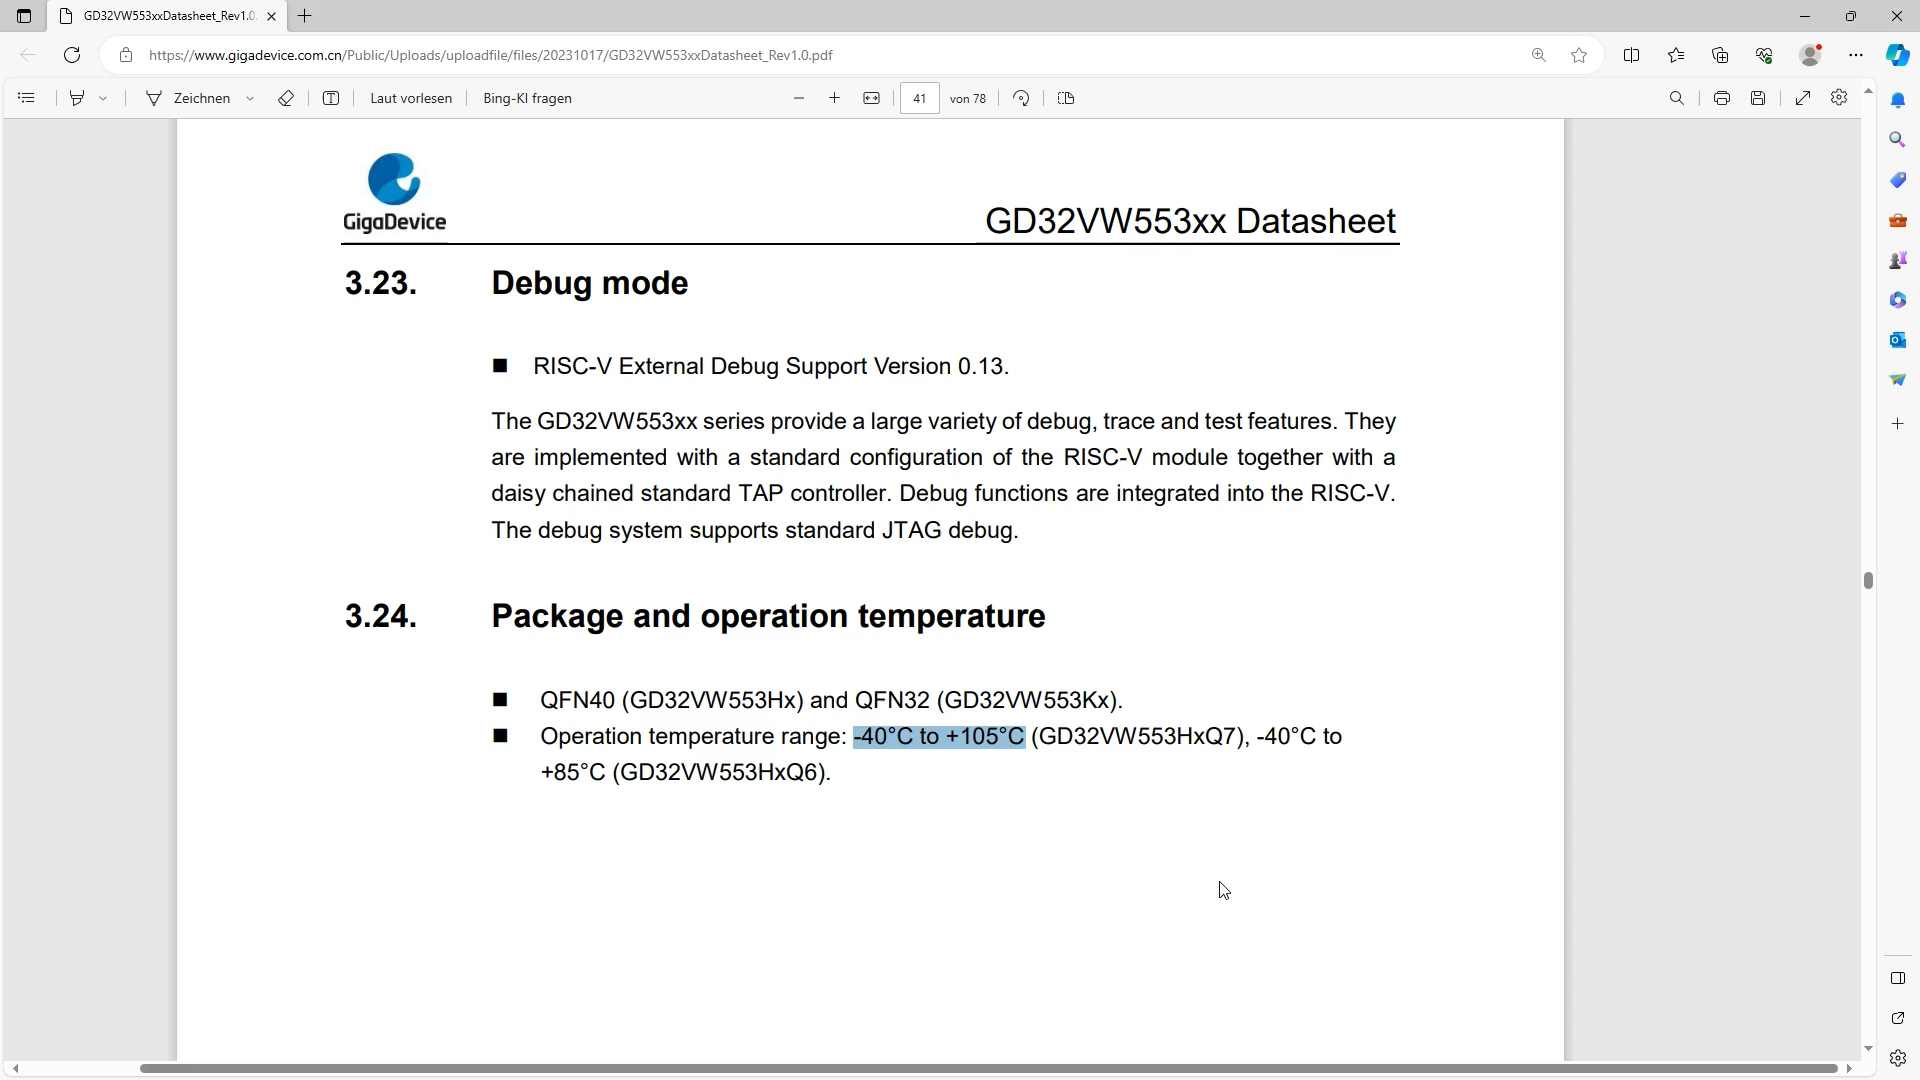 GD32VW553xxDatasheet_Rev1.0.
https://www.gigadevice.com.cn/Public/Uploads/uploadfile/files/20231017/GD32VW553xxDatasheet_Rev1.0.pdf
Zeichnen
Laut vorlesen
Bing-KI fragen
41 von 78
GigaDevice
GD32VW553xx Datasheet
3.23. Debug mode
■ RISC-V External Debug Support Version 0.13.
The GD32VW553xx series provide a large variety of debug, trace and test features. They
are implemented with a standard configuration of the RISC-V module together with a
daisy chained standard TAP controller. Debug functions are integrated into the RISC-V.
The debug system supports standard JTAG debug.
3.24. Package and operation temperature
■ QFN40 (GD32VW553Hx) and QFN32 (GD32VW553Kx).
■ Operation temperature range: -40°C to +105°C (GD32VW553HxQ7), -40°C to
+85°C (GD32VW553HxQ6).